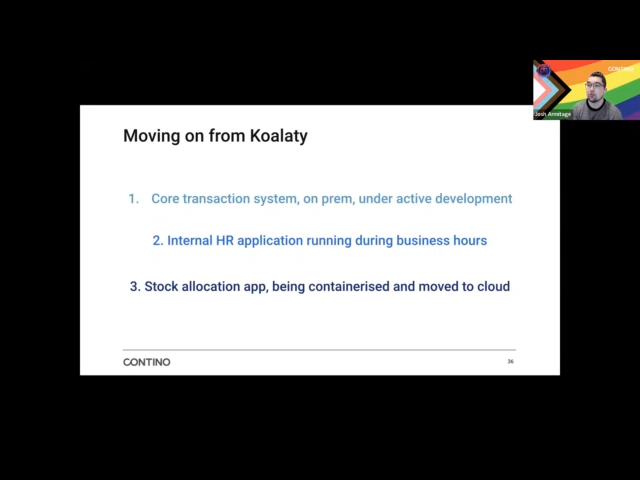 CONTINO
Josh Armitage
Moving on from Koalaty
1. Core transaction system, on prem, under active development
2. Internal HR application running during business hours
3. Stock allocation app, being containerised and moved to cloud
CONTINO
36